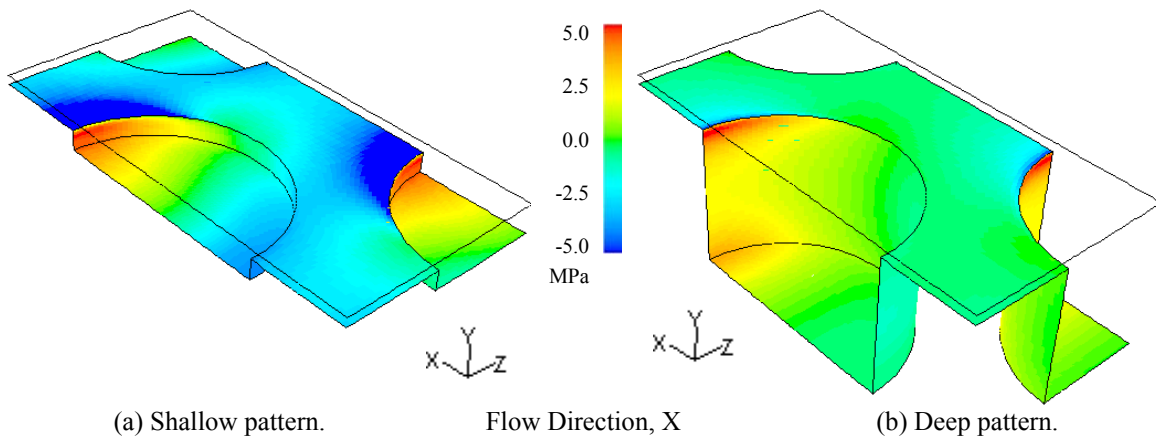 5.0
2.5
0.0
-2.5
-5.0
MPa
Y
X Z
Y
X Z
(a) Shallow pattern. Flow Direction, X (b) Deep pattern.